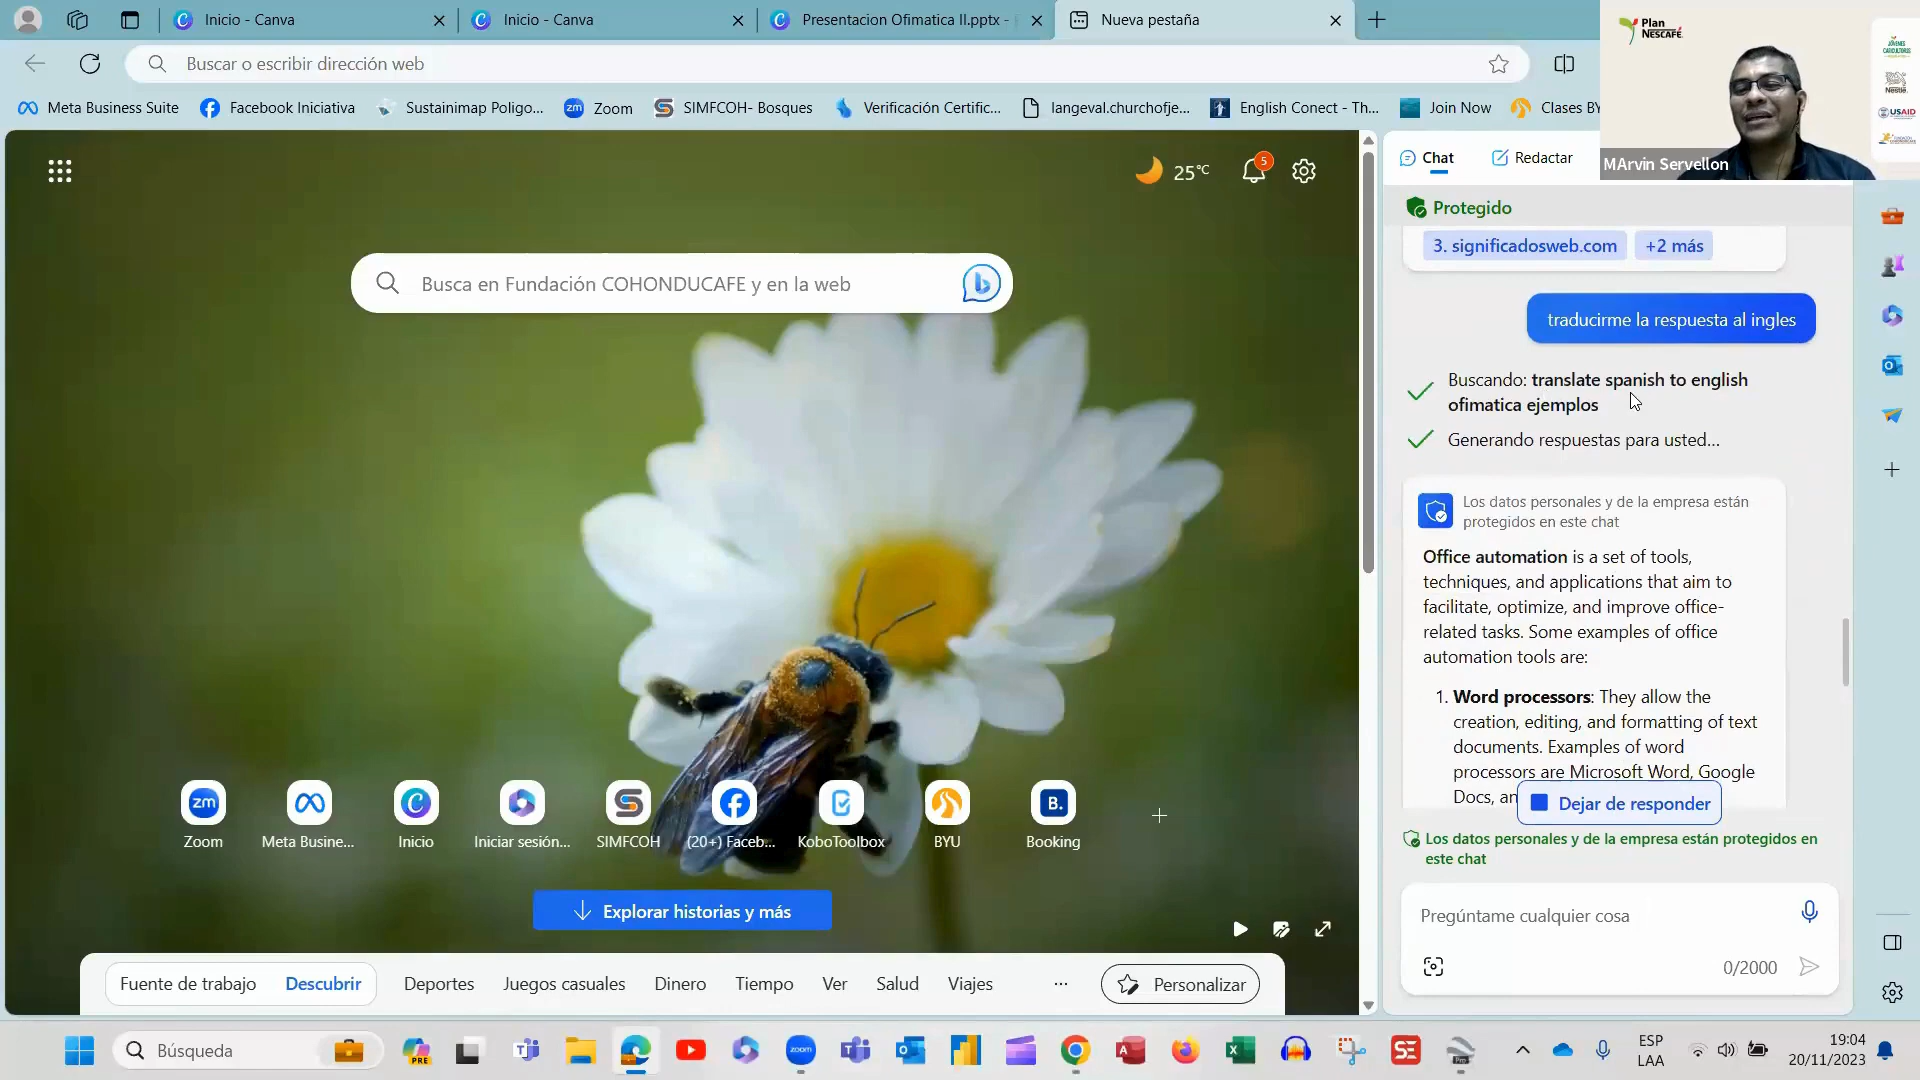 Inicio - Canva
Inicio - Canva
Presentacion Ofimatica II.pptx -
Nueva pestaña
Buscar o escribir dirección web
Meta Business Suite
Facebook Iniciativa
Sustainimap Poligo...
Zoom
SIMFCOH- Bosques
Verificación Certific...
langeval.churchofje...
English Conect - Th...
Join Now
Clases BY
Plan
NESCAFÉ.
Nestlé
USAID
MArvin Servellon
25°C
5
Busca en Fundación COHONDUCAFE y en la web
Zoom
Meta Busine...
Inicio
Iniciar sesión...
SIMFCOH
(20+) Faceb...
KoboToolbox
BYU
Booking
Explorar historias y más
Fuente de trabajo
Descubrir
Deportes
Juegos casuales
Dinero
Tiempo
Ver
Salud
Viajes
...
Personalizar
Chat
Redactar
Protegido
3. significadosweb.com
+2 más
traducirme la respuesta al ingles
Buscando: translate spanish to english
ofimatica ejemplos
Generando respuestas para usted...
Los datos personales y de la empresa están
protegidos en este chat
Office automation is a set of tools,
techniques, and applications that aim to
facilitate, optimize, and improve office-
related tasks. Some examples of office
automation tools are:
1. Word processors: They allow the
creation, editing, and formatting of text
documents. Examples of word
processors are Microsoft Word, Google
Docs, an
Dejar de responder
Los datos personales y de la empresa están protegidos en
este chat
Pregúntame cualquier cosa
0/2000
Búsqueda
PRE
zoom
SE
ESP
LAA
19:04
20/11/2023